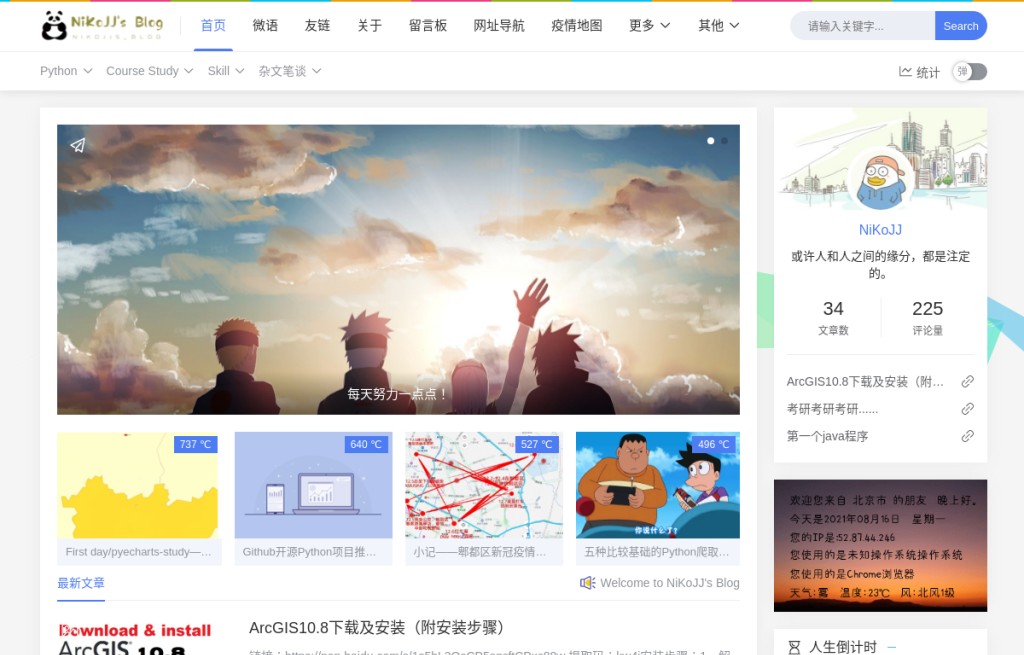 NiKoJJ's Blog
NIKOJJS_BLOG
首页 微语 友链 关于 留言板 网址导航 疫情地图 更多 其他
请输入关键字... Search
Python Course Study Skill 杂文笔谈
统计 弹
每天努力一点点！
737 ℃
First day/pyecharts-study—...
640 ℃
Github开源Python项目推...
527 ℃
小记——郫都区新冠疫情...
496 ℃
你说什么了
五种比较基础的Python爬取...
最新文章
Welcome to NiKoJJ's Blog
Download & install
ArcGIS 10.8
ArcGIS10.8下载及安装（附安装步骤）
NiKoJJ
或许人和人之间的缘分，都是注定
的。
34
文章数
225
评论量
ArcGIS10.8下载及安装（附...
考研考研考研......
第一个java程序
欢迎您来自 北京市 的朋友 晚上好。
今天是2021年08月16日 星期一
您的IP是:52.87.44.246
您使用的是未知操作系统操作系统
您使用的是Chrome浏览器
天气:雾 温度:23℃ 风:北风1级
人生倒计时